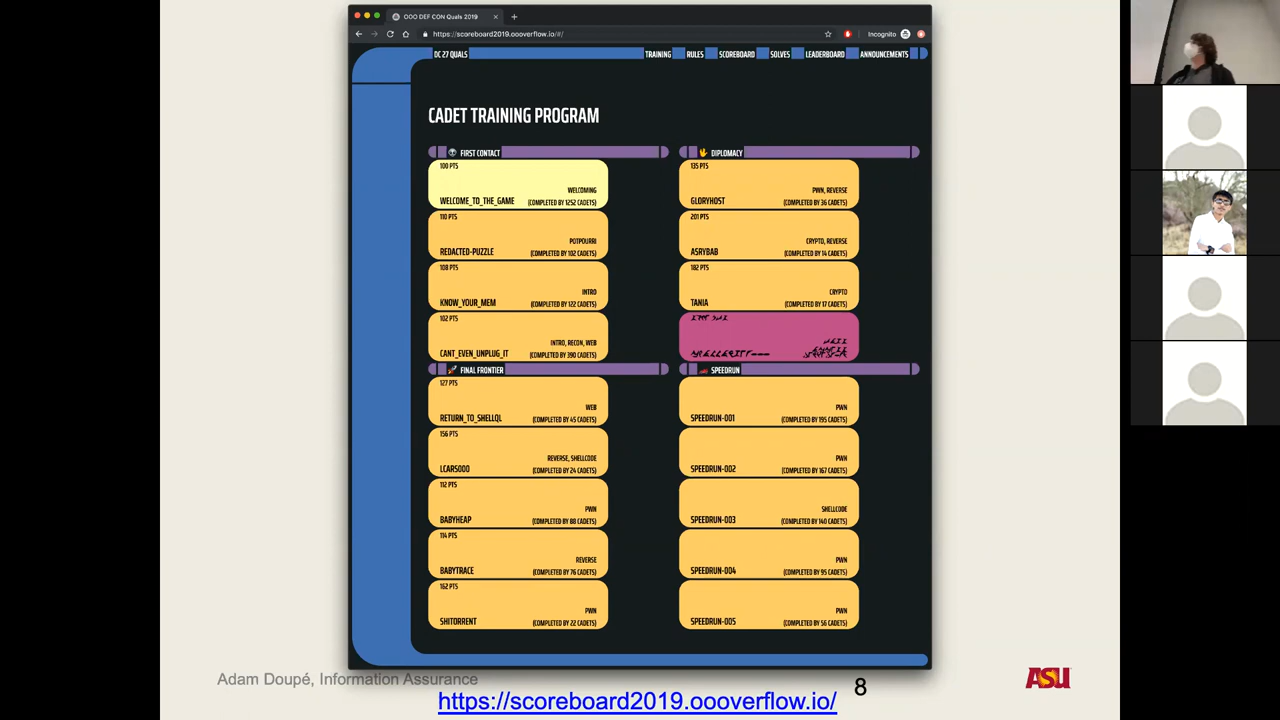 OOO DEF CON Quals 2019
https://scoreboard2019.oooverflow.io/#/
Incognito
DC 27 QUALS
TRAINING
RULES
SCOREBOARD
SOLVES
LEADERBOARD
ANNOUNCEMENTS
CADET TRAINING PROGRAM
FIRST CONTACT
100 PTS
WELCOMING
WELCOME_TO_THE_GAME (COMPLETED BY 1252 CADETS)
110 PTS
POTPOURRI
REDACTED-PUZZLE (COMPLETED BY 102 CADETS)
108 PTS
INTRO
KNOW_YOUR_MEM (COMPLETED BY 122 CADETS)
102 PTS
INTRO, RECON, WEB
CANT_EVEN_UNPLUG_IT (COMPLETED BY 390 CADETS)
DIPLOMACY
135 PTS
PWN, REVERSE
GLORYHOST (COMPLETED BY 36 CADETS)
201 PTS
CRYPTO, REVERSE
ASRYBAB (COMPLETED BY 14 CADETS)
182 PTS
CRYPTO
TANIA (COMPLETED BY 17 CADETS)
FINAL FRONTIER
127 PTS
WEB
RETURN_TO_SHELLQL (COMPLETED BY 45 CADETS)
156 PTS
REVERSE, SHELLCODE
LCARS000 (COMPLETED BY 24 CADETS)
112 PTS
PWN
BABYHEAP (COMPLETED BY 88 CADETS)
114 PTS
REVERSE
BABYTRACE (COMPLETED BY 76 CADETS)
162 PTS
PWN
SHITORRENT (COMPLETED BY 22 CADETS)
SPEEDRUN
PWN
SPEEDRUN-001 (COMPLETED BY 195 CADETS)
PWN
SPEEDRUN-002 (COMPLETED BY 167 CADETS)
SHELLCODE
SPEEDRUN-003 (COMPLETED BY 140 CADETS)
PWN
SPEEDRUN-004 (COMPLETED BY 95 CADETS)
PWN
SPEEDRUN-005 (COMPLETED BY 56 CADETS)
Adam Doupé, Information Assurance
https://scoreboard2019.oooverflow.io/
8
ASU